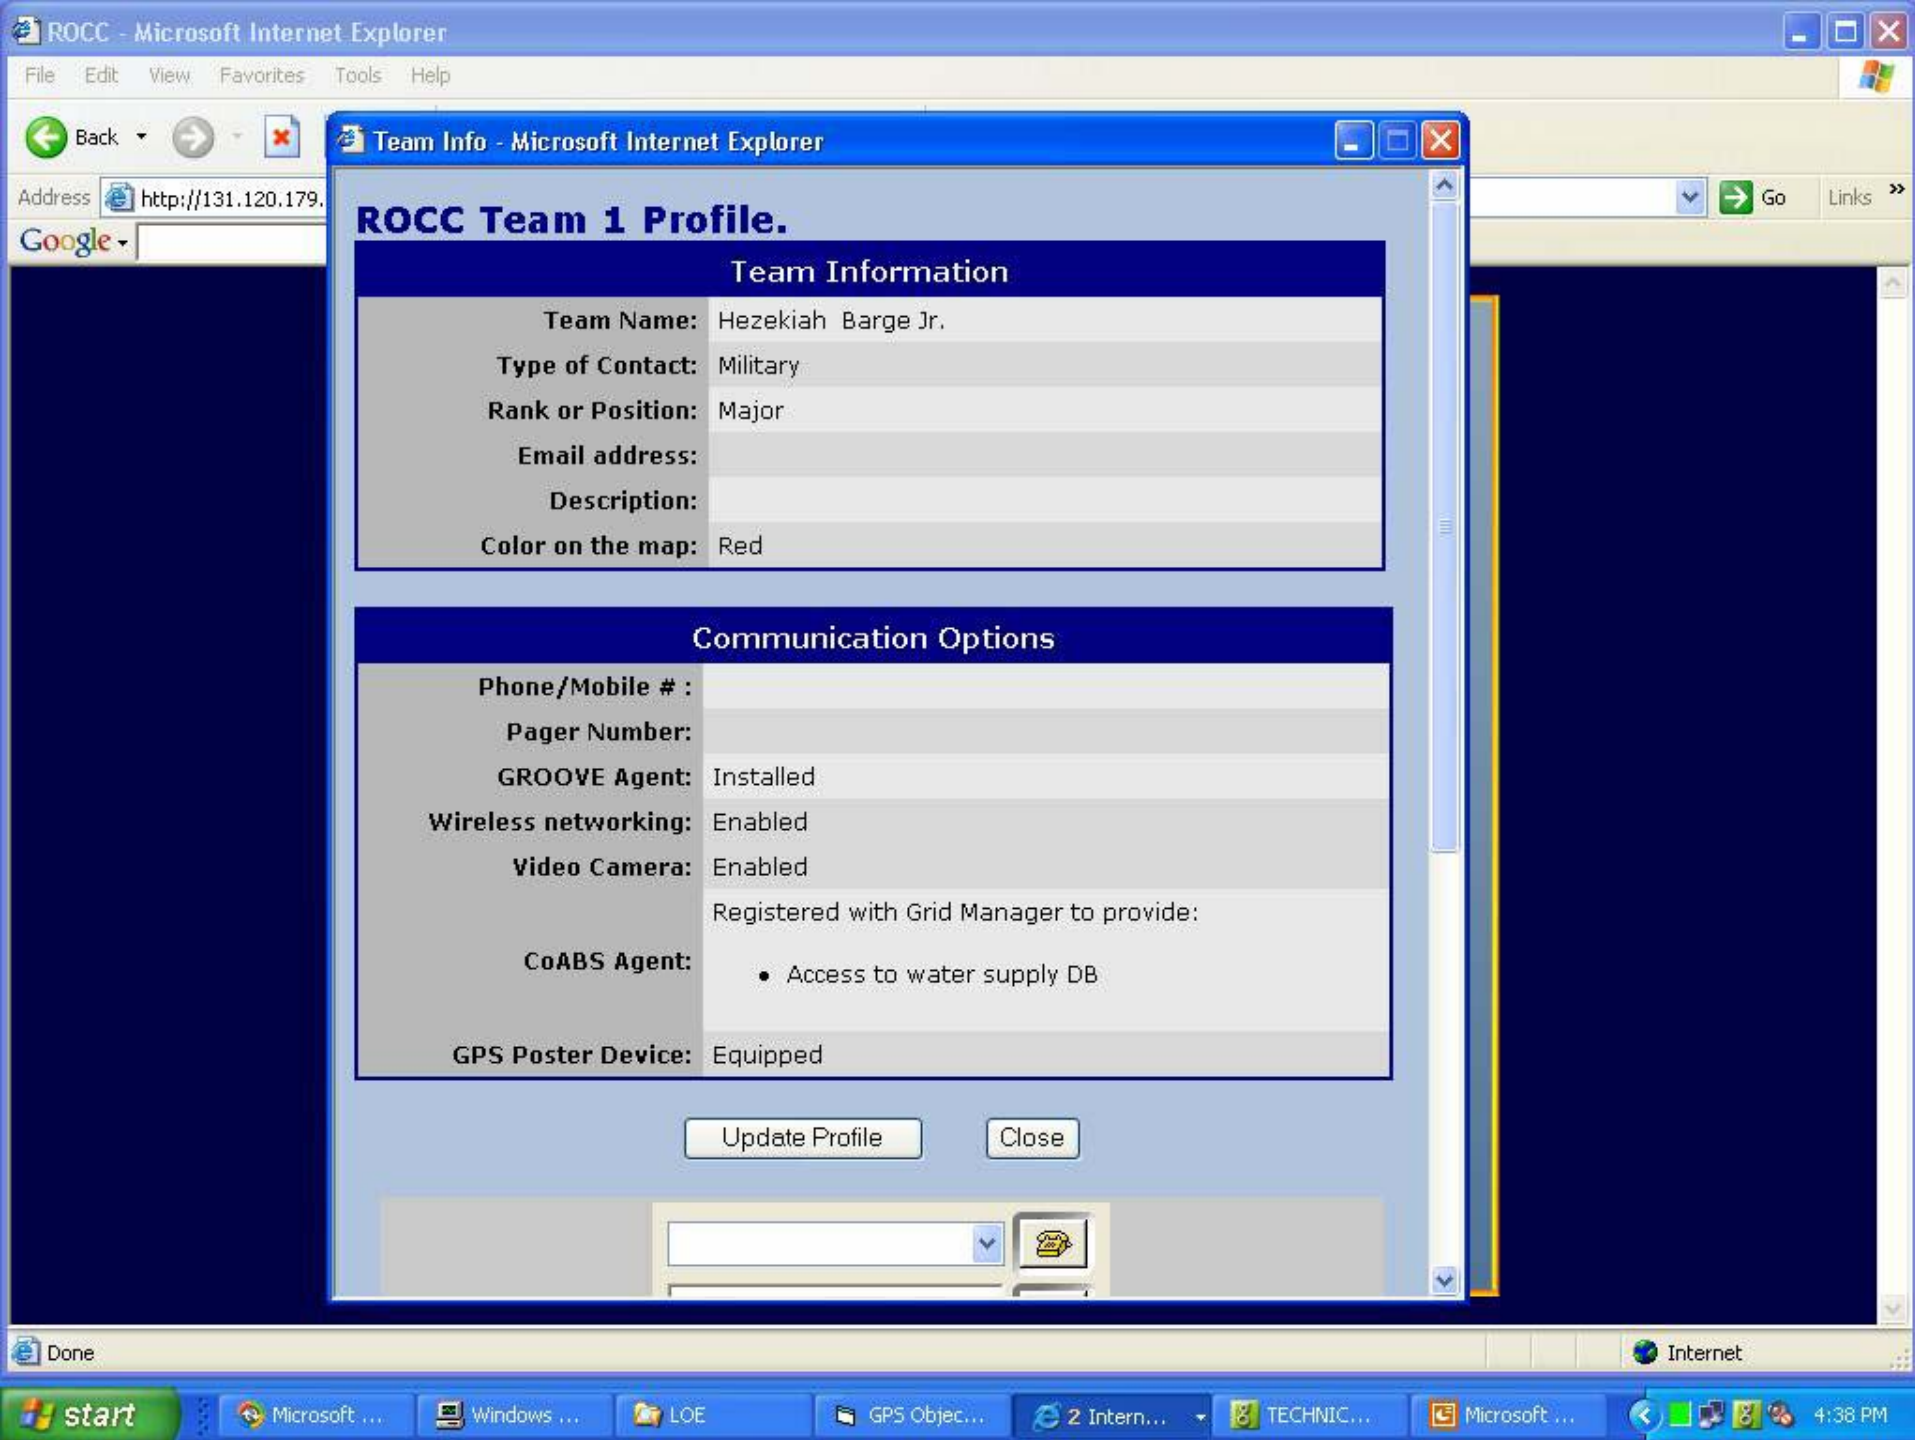 ROCC - Microsoft Internet Explorer
File Edit View Favorites Tools Help
Back
Team Info - Microsoft Internet Explorer
Address http://131.120.179. Go Links »
Google
ROCC Team 1 Profile.
Team Information
Team Name: Hezekiah Barge Jr.
Type of Contact: Military
Rank or Position: Major
Email address:
Description:
Color on the map: Red
Communication Options
Phone/Mobile # :
Pager Number:
GROOVE Agent: Installed
Wireless networking: Enabled
Video Camera: Enabled
Registered with Grid Manager to provide:
CoABS Agent:
• Access to water supply DB
GPS Poster Device: Equipped
Update Profile Close
Done Internet
start Microsoft ... Windows ... LOE GPS Objec... 2 Intern... TECHNIC... Microsoft ... 4:38 PM